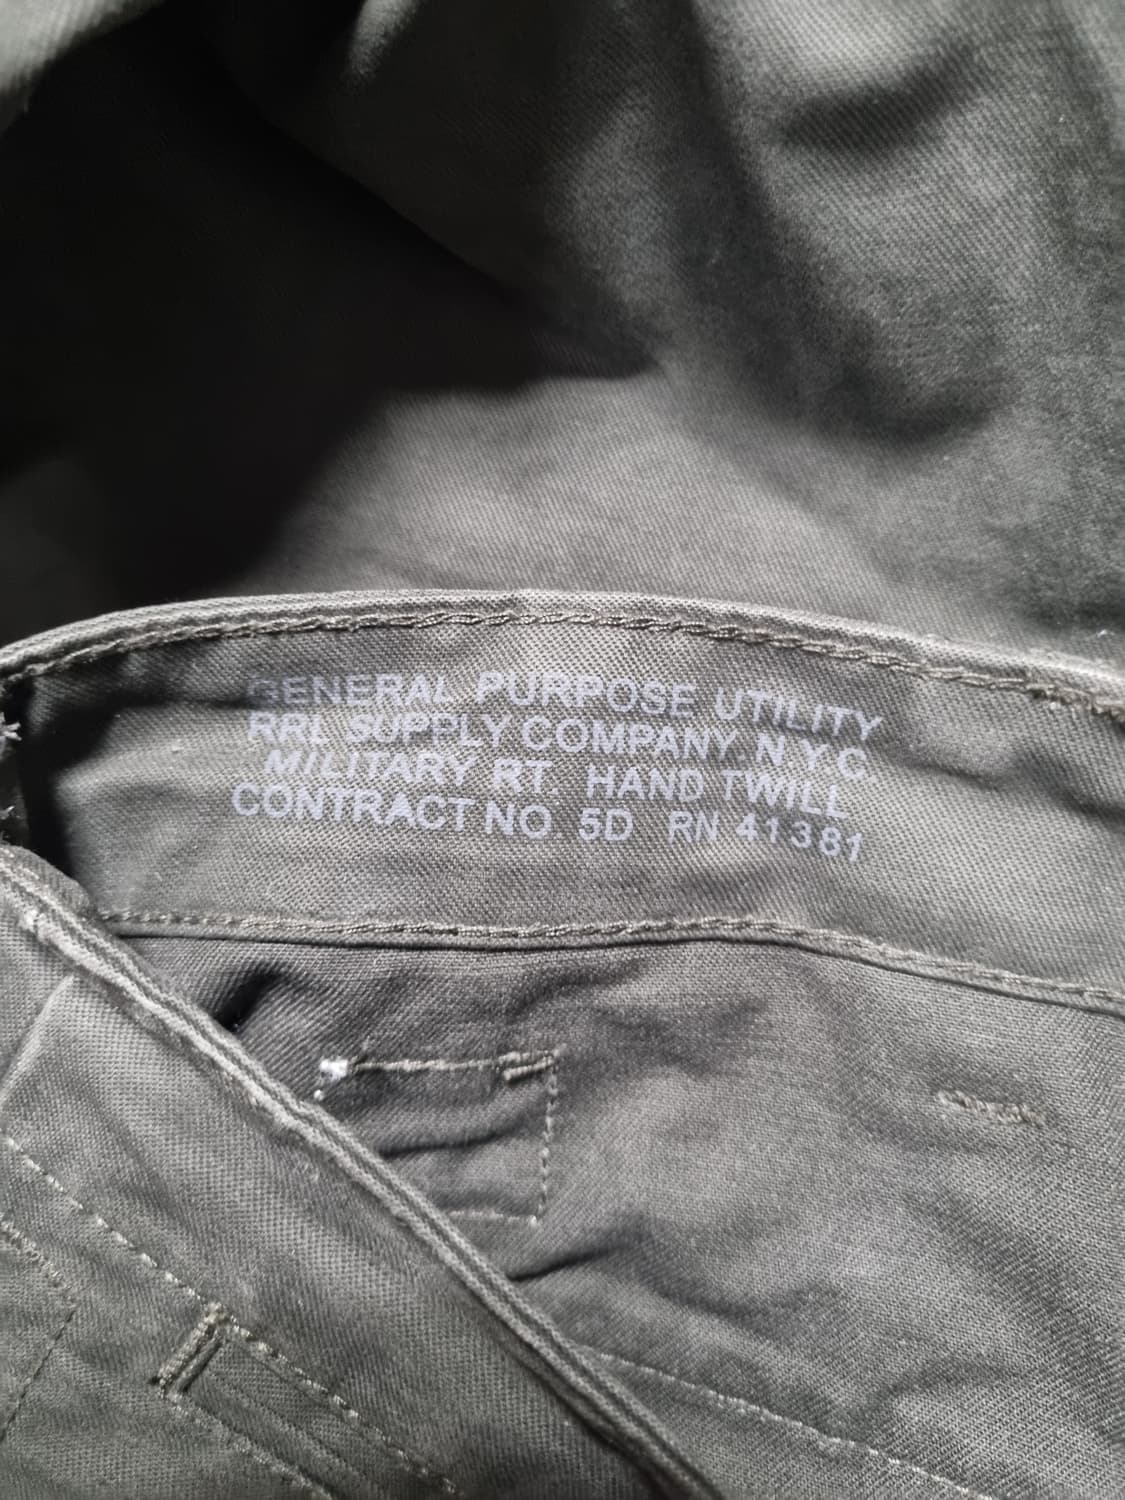 GENERAL PURPOSE UTILITY
RRL SUPPLY COMPANY. N.Y.C.
MILITARY RT. HAND TWILL
CONTRACT NO. 5D RN 41381